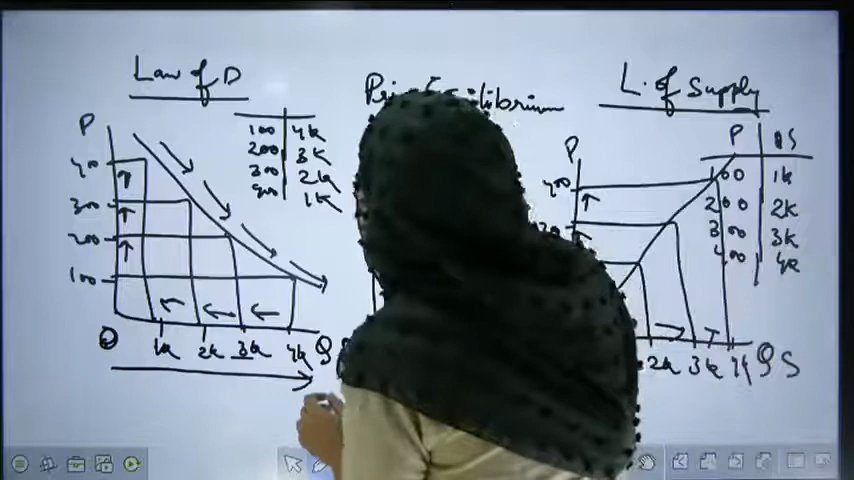 Law of D
L. of Supply
P
100 4k
200 3k
300 2k
400 1k
400
300
200
100
O 1k 2k 3k 4k Q
P
400
P QS
100 1k
200 2k
300 3k
400 4k
2k 3k 4k QS